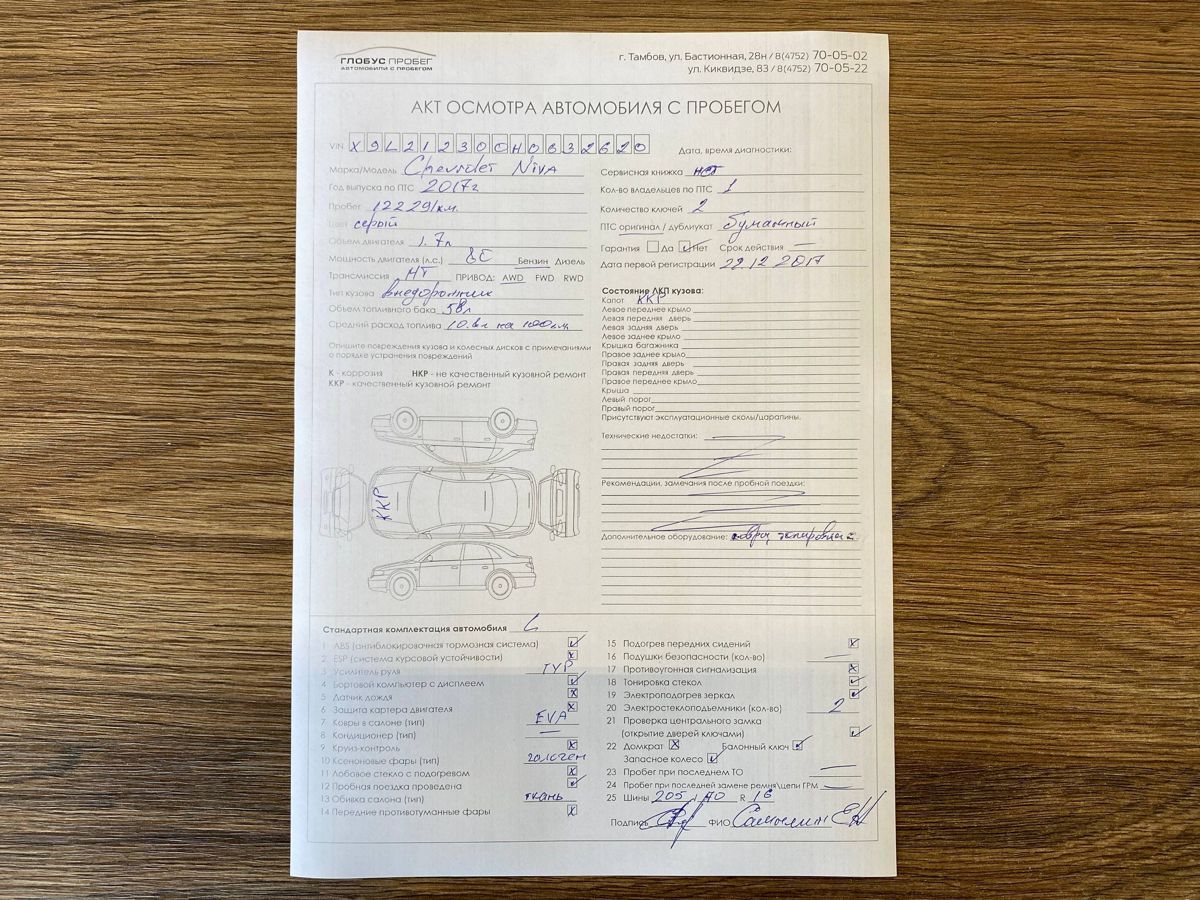 ГЛОБУС ПРОБЕГ
АВТОМОБИЛИ С ПРОБЕГОМ
г. Тамбов, ул. Бастионная, 28н / 8(4752) 70-05-02
ул. Киквидзе, 83 / 8(4752) 70-05-22
АКТ ОСМОТРА АВТОМОБИЛЯ С ПРОБЕГОМ
VIN X9L212300H0632620
Марка/Модель Chevrolet Niva
Год выпуска по ПТС 2017г
Пробег 122291км.
Цвет серый
Объем двигателя 1.7л
Мощность двигателя (л.с.) 80 Бензин Дизель
Трансмиссия МТ ПРИВОД: AWD FWD RWD
Тип кузова внедорожник
Объем топливного бака 58л
Средний расход топлива на 100км
Опишите повреждения кузова и колесных дисков с примечаниями
о порядке устранения повреждений
К - коррозия НКР - не качественный кузовной ремонт
ККР - качественный кузовной ремонт
ККР
Дата, время диагностики:
Сервисная книжка нет
Кол-во владельцев по ПТС 1
Количество ключей 2
ПТС оригинал / дубликат бумажный
Гарантия Да Нет Срок действия —
Дата первой регистрации 22.12 2017
Состояние ЛКП кузова:
Капот ККР
Левое переднее крыло
Левая передняя дверь
Левая задняя дверь
Левое заднее крыло
Крышка багажника
Правое заднее крыло
Правая задняя дверь
Правая передняя дверь
Правое переднее крыло
Крыша
Левый порог
Правый порог
Присутствуют эксплуатационные сколы/царапины.
Технические недостатки:
Рекомендации, замечания после пробной поездки:
Дополнительное оборудование:
Стандартная комплектация автомобиля L
1 ABS (антиблокировочная тормозная система)
2 ESP (система курсовой устойчивости)
3 Усилитель руля ГУР
4 Бортовой компьютер с дисплеем
5 Датчик дождя
6 Защита картера двигателя
7 Ковры в салоне (тип) EVA
8 Кондиционер (тип) —
9 Круиз-контроль
10 Ксеноновые фары (тип) галоген
11 Лобовое стекло с подогревом
12 Пробная поездка проведена
13 Обивка салона (тип) ткань
14 Передние противотуманные фары
15 Подогрев передних сидений
16 Подушки безопасности (кол-во) —
17 Противоугонная сигнализация
18 Тонировка стекол
19 Электроподогрев зеркал
20 Электростеклоподъемники (кол-во) 2
21 Проверка центрального замка
(открытие дверей ключами)
22 Домкрат Балонный ключ
Запасное колесо
23 Пробег при последнем ТО —
24 Пробег при последней замене ремня\цепи ГРМ —
25 Шины 205 / 70 R 16
Подпись ФИО